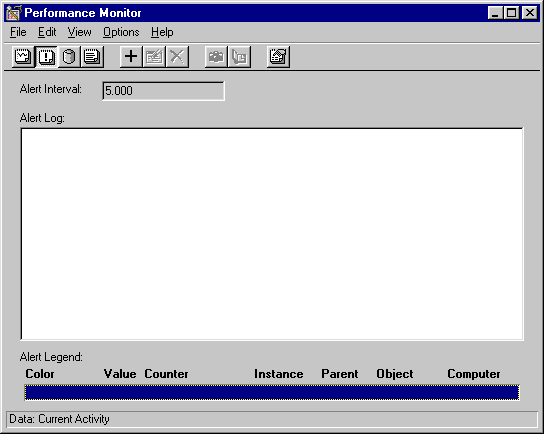 Performance Monitor
File Edit View Options Help
Alert Interval: 5.000
Alert Log:
Alert Legend:
Color Value Counter Instance Parent Object Computer
Data: Current Activity